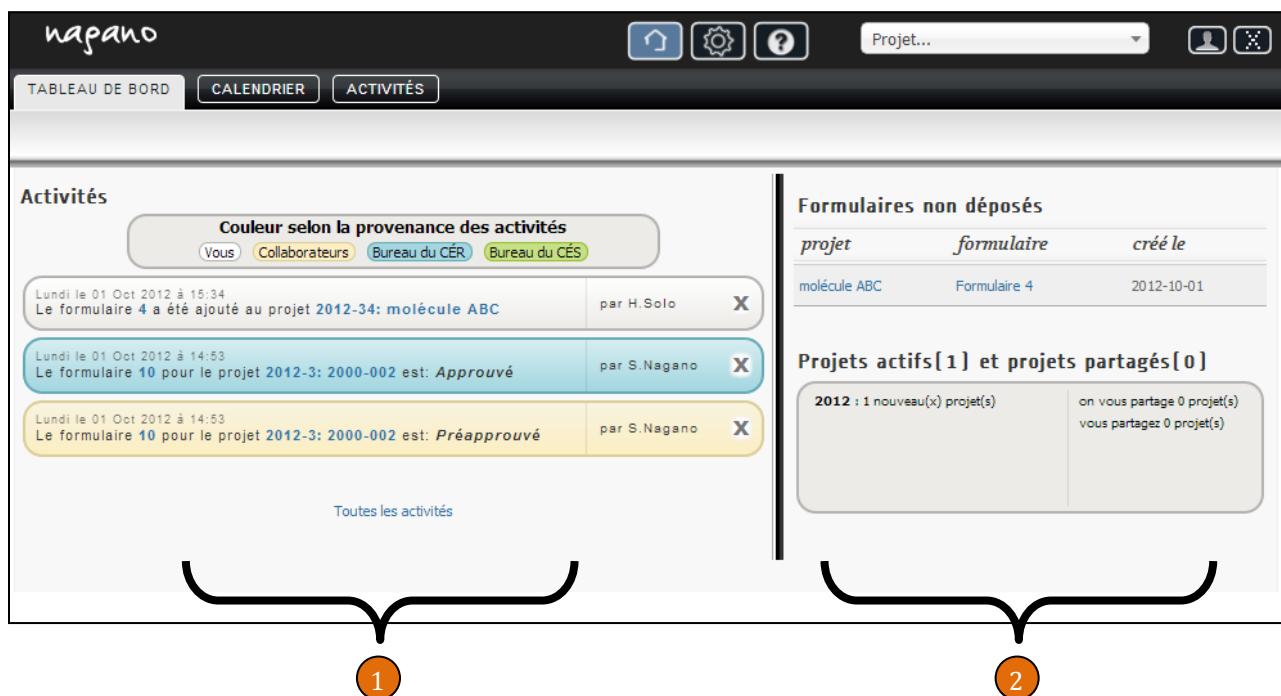 nagano
Projet...
TABLEAU DE BORD
CALENDRIER
ACTIVITÉS
Activités
Couleur selon la provenance des activités
Vous Collaborateurs Bureau du CÉR Bureau du CÉS
Lundi le 01 Oct 2012 à 15:34
Le formulaire 4 a été ajouté au projet 2012-34: molécule ABC
par H.Solo X
Lundi le 01 Oct 2012 à 14:53
Le formulaire 10 pour le projet 2012-3: 2000-002 est: Approuvé
par S.Nagano X
Lundi le 01 Oct 2012 à 14:53
Le formulaire 10 pour le projet 2012-3: 2000-002 est: Préapprouvé
par S.Nagano X
Toutes les activités
Formulaires non déposés
projet formulaire créé le
molécule ABC Formulaire 4 2012-10-01
Projets actifs[1] et projets partagés[0]
2012 : 1 nouveau(x) projet(s)
on vous partage 0 projet(s)
vous partagez 0 projet(s)
1
2